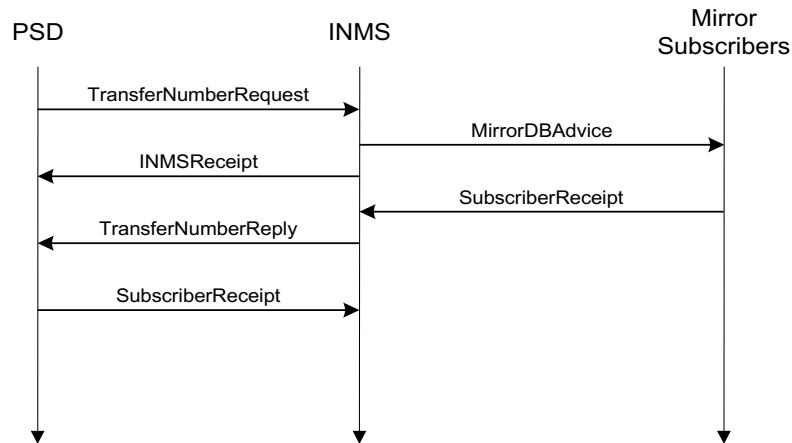 PSD
INMS
Mirror
Subscribers
TransferNumberRequest
MirrorDBAdvice
INMSReceipt
SubscriberReceipt
TransferNumberReply
SubscriberReceipt